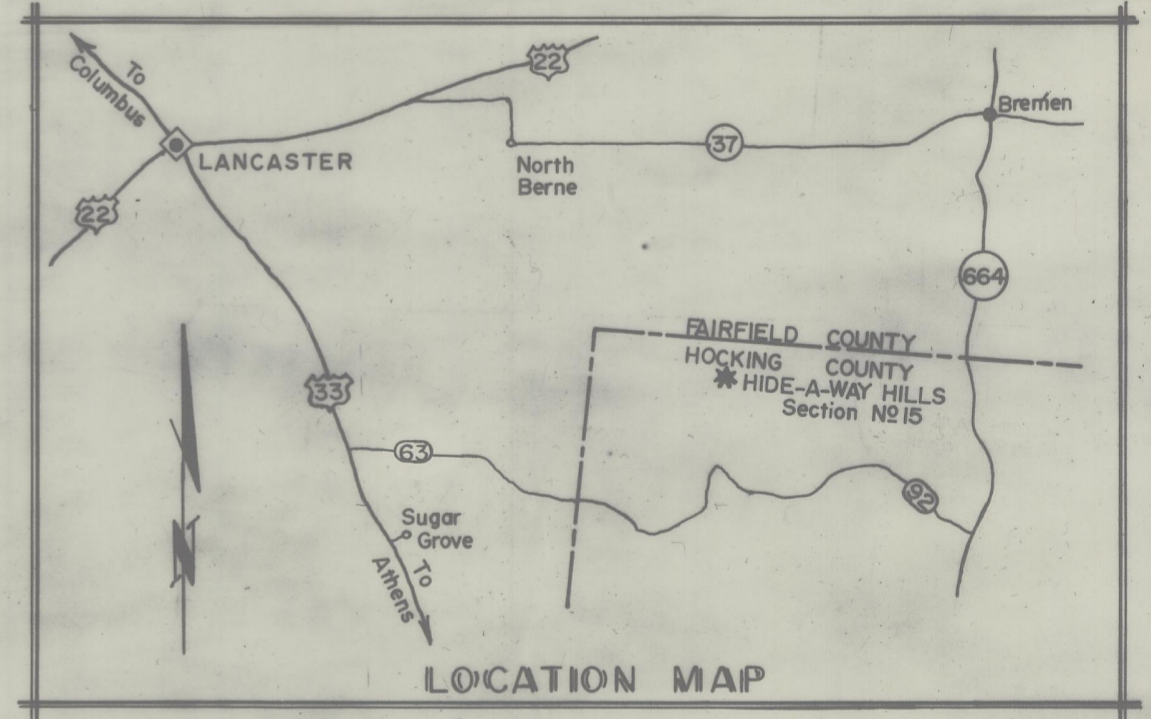 To
Columbus
22
LANCASTER
22
North
Berne
37
Bremen
664
33
FAIRFIELD COUNTY
HOCKING COUNTY
HIDE-A-WAY HILLS
Section Nº 15
63
92
Sugar
Grove
To
Athens
N
LOCATION MAP